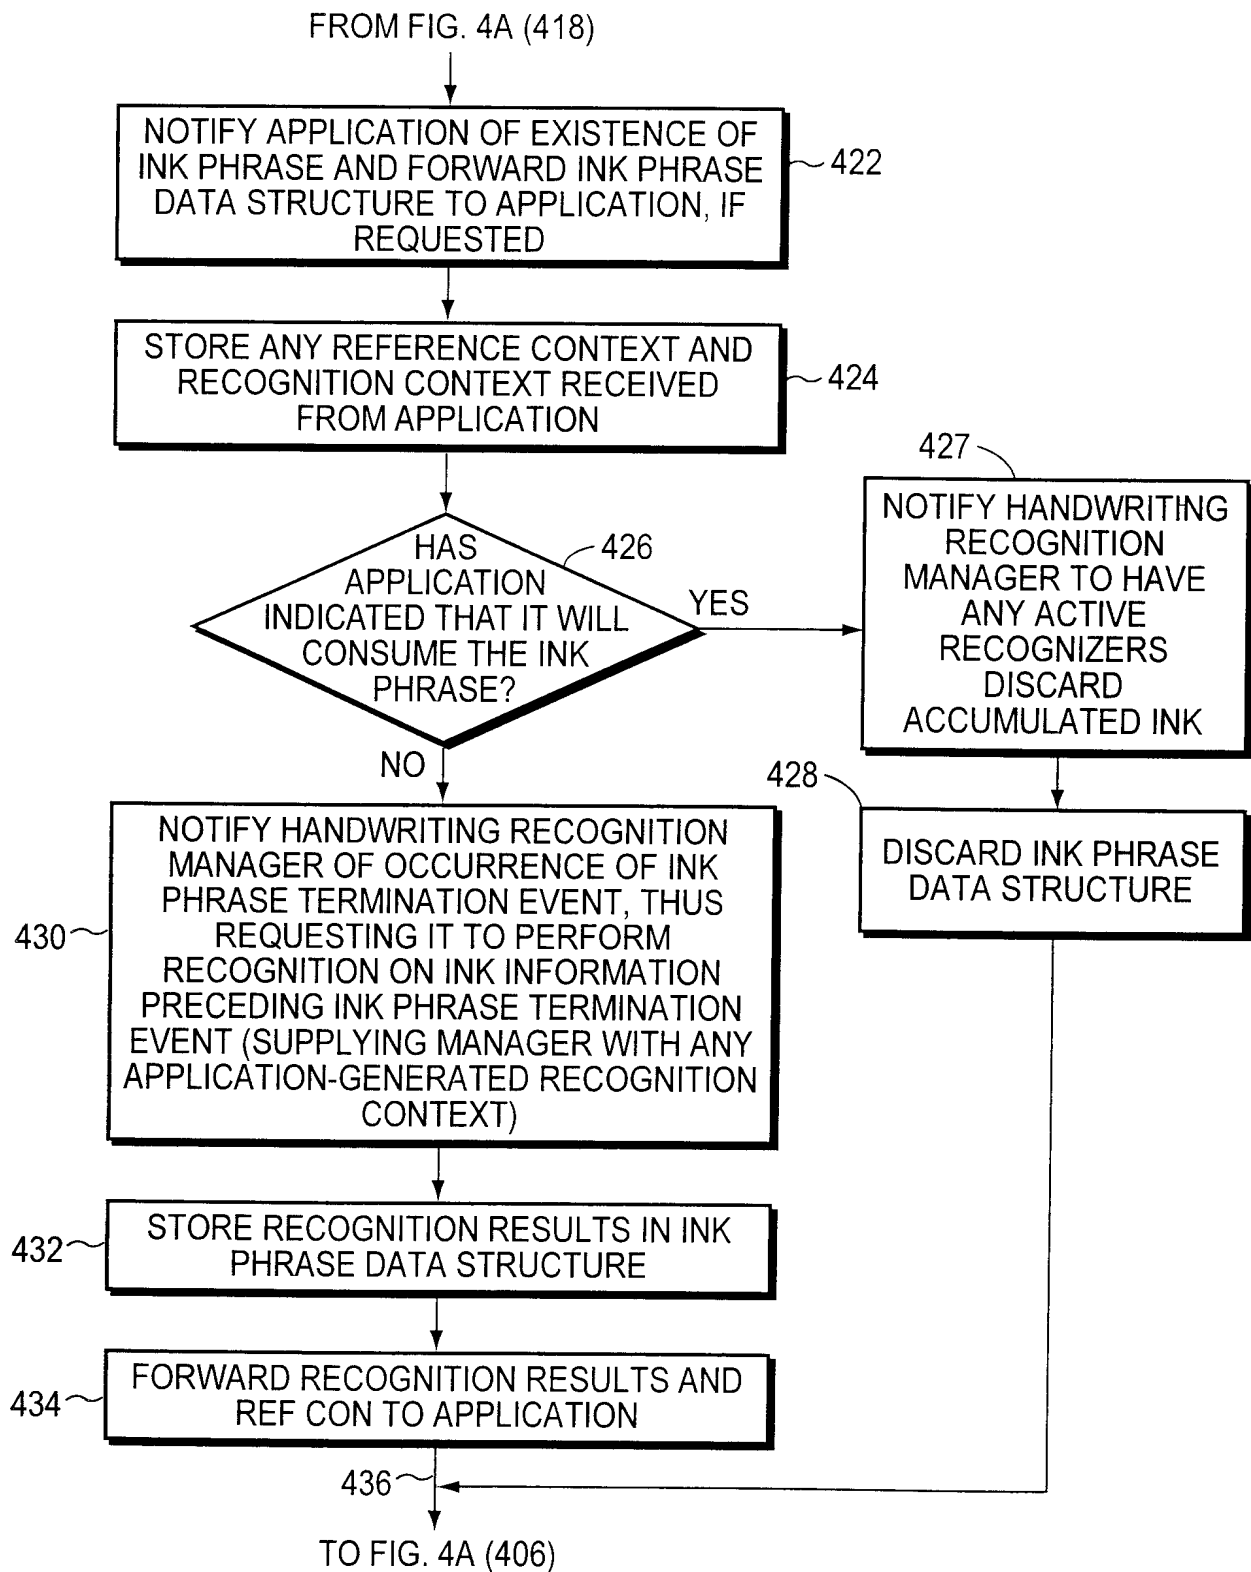 FROM FIG. 4A (418)
NOTIFY APPLICATION OF EXISTENCE OF
INK PHRASE AND FORWARD INK PHRASE
DATA STRUCTURE TO APPLICATION, IF
REQUESTED
422
STORE ANY REFERENCE CONTEXT AND
RECOGNITION CONTEXT RECEIVED
FROM APPLICATION
424
HAS
APPLICATION
INDICATED THAT IT WILL
CONSUME THE INK
PHRASE?
426
YES
427
NOTIFY HANDWRITING
RECOGNITION
MANAGER TO HAVE
ANY ACTIVE
RECOGNIZERS
DISCARD
ACCUMULATED INK
428
DISCARD INK PHRASE
DATA STRUCTURE
NO
NOTIFY HANDWRITING RECOGNITION
MANAGER OF OCCURRENCE OF INK
PHRASE TERMINATION EVENT, THUS
REQUESTING IT TO PERFORM
RECOGNITION ON INK INFORMATION
PRECEDING INK PHRASE TERMINATION
EVENT (SUPPLYING MANAGER WITH ANY
APPLICATION-GENERATED RECOGNITION
CONTEXT)
430
STORE RECOGNITION RESULTS IN INK
PHRASE DATA STRUCTURE
432
FORWARD RECOGNITION RESULTS AND
REF CON TO APPLICATION
434
436
TO FIG. 4A (406)